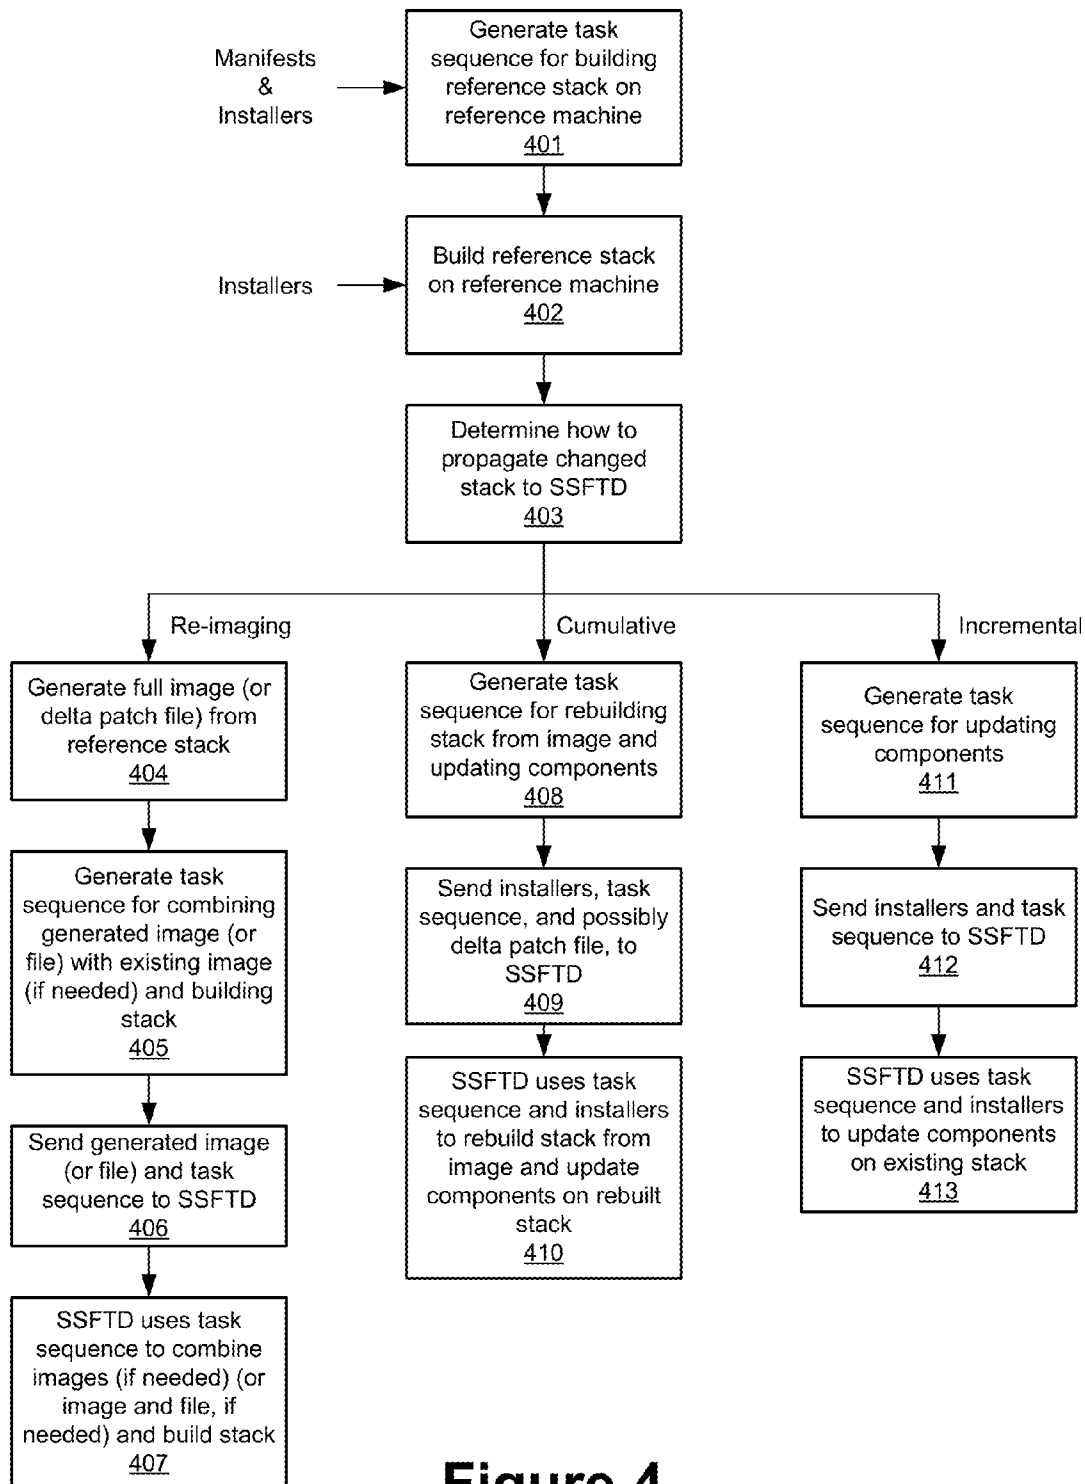 Generate task
sequence for building
reference stack on
reference machine
401
Manifests
&
Installers
Build reference stack
on reference machine
402
Installers
Determine how to
propagate changed
stack to SSFTD
403
Re-imaging
Cumulative
Incremental
Generate full image (or
delta patch file) from
reference stack
404
Generate task
sequence for combining
generated image (or
file) with existing image
(if needed) and building
stack
405
Send generated image
(or file) and task
sequence to SSFTD
406
SSFTD uses task
sequence to combine
images (if needed) (or
image and file, if
needed) and build stack
407
Generate task
sequence for rebuilding
stack from image and
updating components
408
Send installers, task
sequence, and possibly
delta patch file, to
SSFTD
409
SSFTD uses task
sequence and installers
to rebuild stack from
image and update
components on rebuilt
stack
410
Generate task
sequence for updating
components
411
Send installers and task
sequence to SSFTD
412
SSFTD uses task
sequence and installers
to update components
on existing stack
413
Figure 4